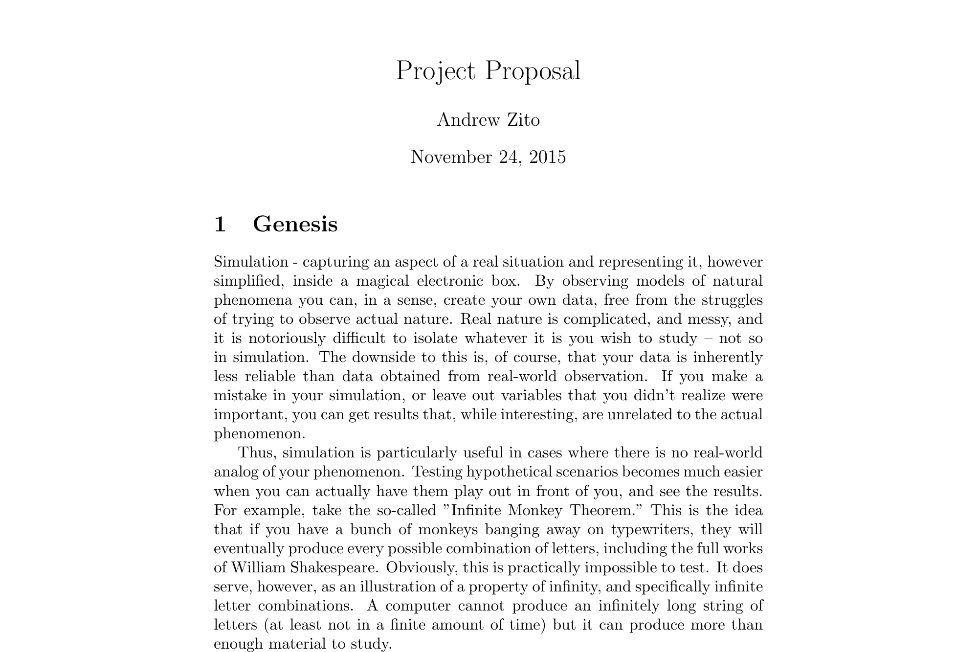 Project Proposal
Andrew Zito
November 24, 2015
1 Genesis
Simulation - capturing an aspect of a real situation and representing it, however
simplified, inside a magical electronic box. By observing models of natural
phenomena you can, in a sense, create your own data, free from the struggles
of trying to observe actual nature. Real nature is complicated, and messy, and
it is notoriously difficult to isolate whatever it is you wish to study – not so
in simulation. The downside to this is, of course, that your data is inherently
less reliable than data obtained from real-world observation. If you make a
mistake in your simulation, or leave out variables that you didn't realize were
important, you can get results that, while interesting, are unrelated to the actual
phenomenon.
Thus, simulation is particularly useful in cases where there is no real-world
analog of your phenomenon. Testing hypothetical scenarios becomes much easier
when you can actually have them play out in front of you, and see the results.
For example, take the so-called ”Infinite Monkey Theorem.” This is the idea
that if you have a bunch of monkeys banging away on typewriters, they will
eventually produce every possible combination of letters, including the full works
of William Shakespeare. Obviously, this is practically impossible to test. It does
serve, however, as an illustration of a property of infinity, and specifically infinite
letter combinations. A computer cannot produce an infinitely long string of
letters (at least not in a finite amount of time) but it can produce more than
enough material to study.